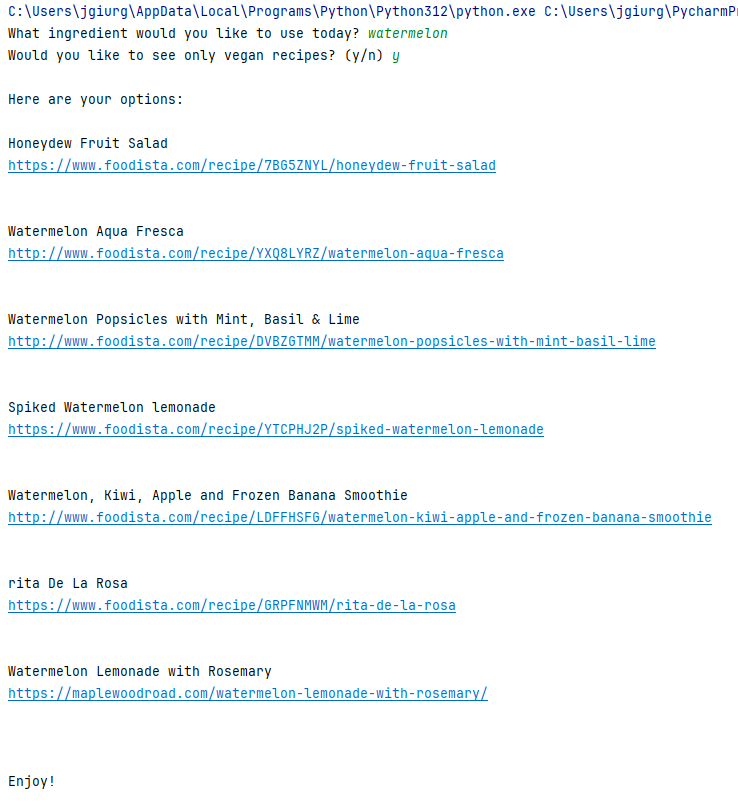 C:\Users\jgiurg\AppData\Local\Programs\Python\Python312\python.exe C:\Users\jgiurg\PycharmPr
What ingredient would you like to use today? watermelon
Would you like to see only vegan recipes? (y/n) y
Here are your options:
Honeydew Fruit Salad
https://www.foodista.com/recipe/7BG5ZNYL/honeydew-fruit-salad
Watermelon Aqua Fresca
http://www.foodista.com/recipe/YXQ8LYRZ/watermelon-aqua-fresca
Watermelon Popsicles with Mint, Basil & Lime
http://www.foodista.com/recipe/DVBZGTMM/watermelon-popsicles-with-mint-basil-lime
Spiked Watermelon lemonade
https://www.foodista.com/recipe/YTCPHJ2P/spiked-watermelon-lemonade
Watermelon, Kiwi, Apple and Frozen Banana Smoothie
http://www.foodista.com/recipe/LDFFHSFG/watermelon-kiwi-apple-and-frozen-banana-smoothie
rita De La Rosa
https://www.foodista.com/recipe/GRPFNMWM/rita-de-la-rosa
Watermelon Lemonade with Rosemary
https://maplewoodroad.com/watermelon-lemonade-with-rosemary/
Enjoy!